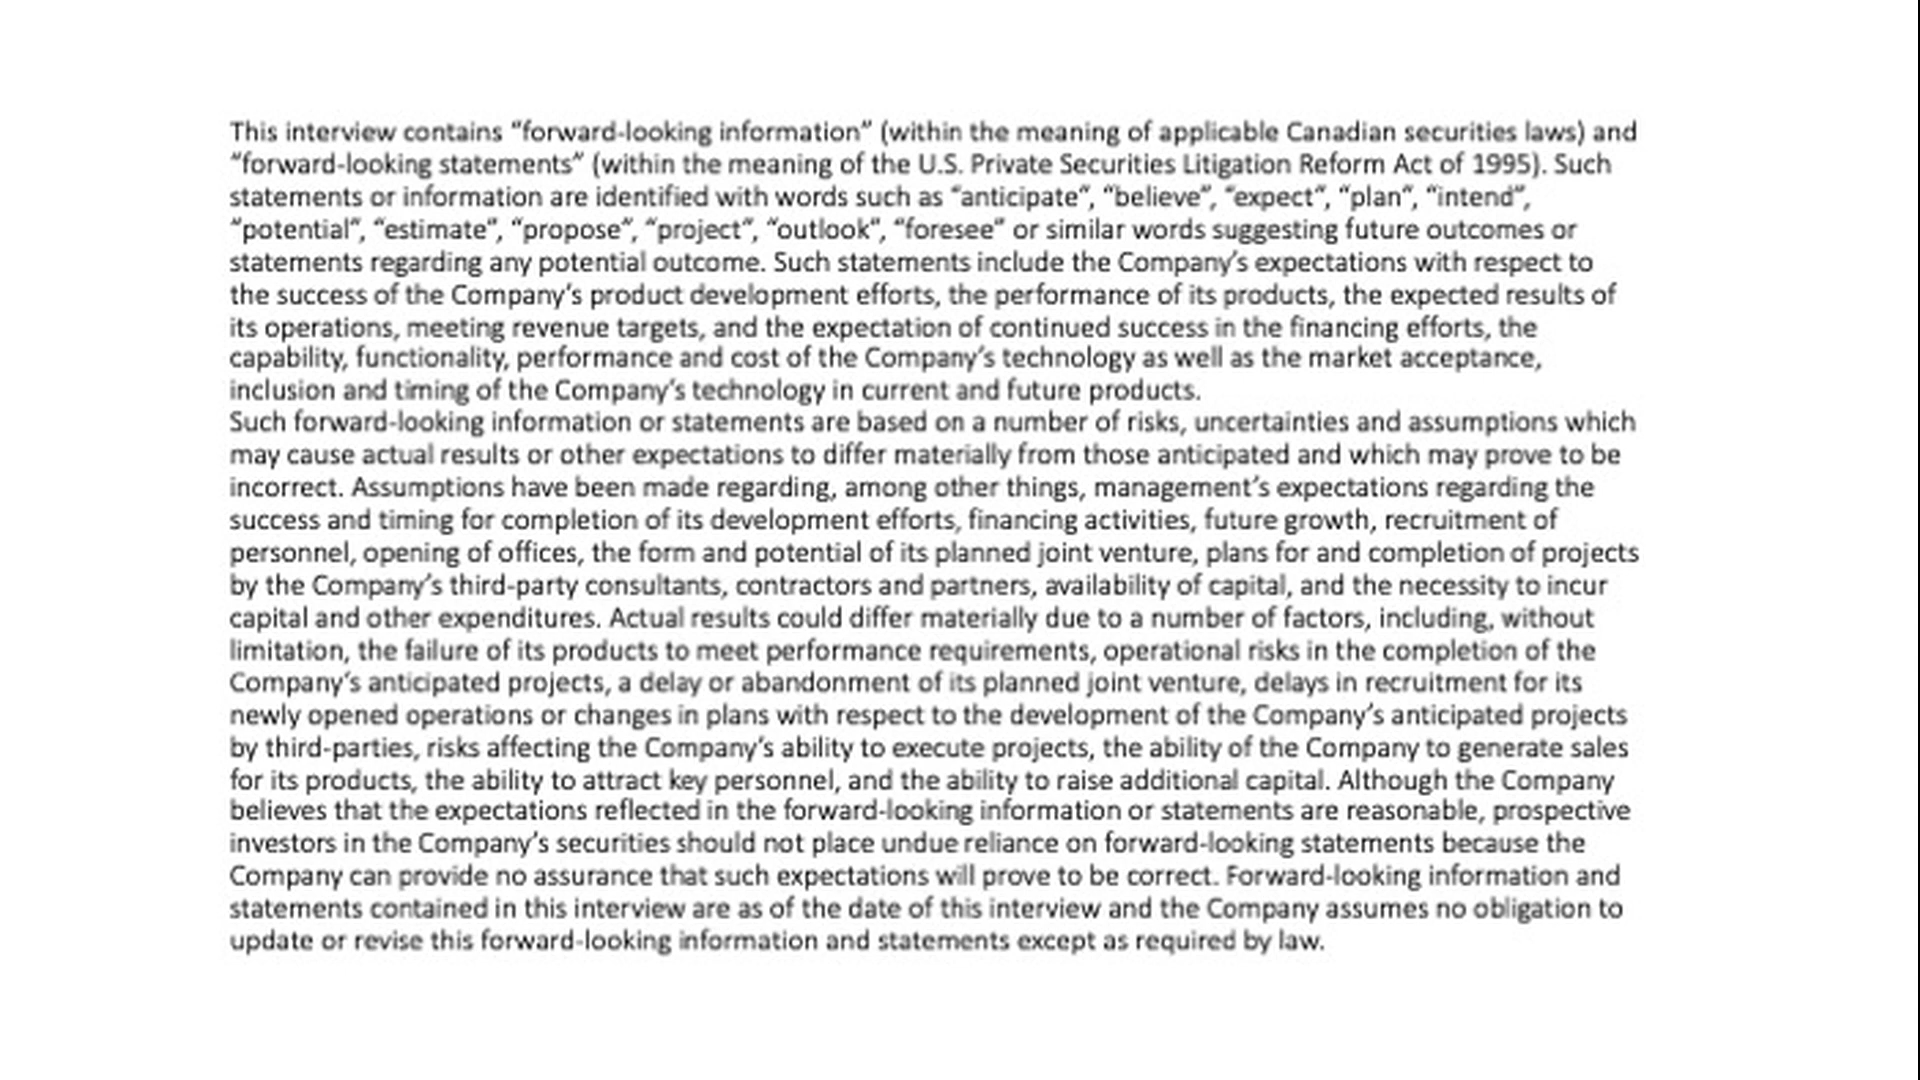 This interview contains “forward-looking information” (within the meaning of applicable Canadian securities laws) and
“forward-looking statements” (within the meaning of the U.S. Private Securities Litigation Reform Act of 1995). Such
statements or information are identified with words such as “anticipate”, “believe”, “expect”, “plan”, “intend”,
“potential”, “estimate”, “propose”, “project”, “outlook”, “foresee” or similar words suggesting future outcomes or
statements regarding any potential outcome. Such statements include the Company’s expectations with respect to
the success of the Company’s product development efforts, the performance of its products, the expected results of
its operations, meeting revenue targets, and the expectation of continued success in the financing efforts, the
capability, functionality, performance and cost of the Company’s technology as well as the market acceptance,
inclusion and timing of the Company’s technology in current and future products.
Such forward-looking information or statements are based on a number of risks, uncertainties and assumptions which
may cause actual results or other expectations to differ materially from those anticipated and which may prove to be
incorrect. Assumptions have been made regarding, among other things, management’s expectations regarding the
success and timing for completion of its development efforts, financing activities, future growth, recruitment of
personnel, opening of offices, the form and potential of its planned joint venture, plans for and completion of projects
by the Company’s third-party consultants, contractors and partners, availability of capital, and the necessity to incur
capital and other expenditures. Actual results could differ materially due to a number of factors, including, without
limitation, the failure of its products to meet performance requirements, operational risks in the completion of the
Company’s anticipated projects, a delay or abandonment of its planned joint venture, delays in recruitment for its
newly opened operations or changes in plans with respect to the development of the Company’s anticipated projects
by third-parties, risks affecting the Company’s ability to execute projects, the ability of the Company to generate sales
for its products, the ability to attract key personnel, and the ability to raise additional capital. Although the Company
believes that the expectations reflected in the forward-looking information or statements are reasonable, prospective
investors in the Company’s securities should not place undue reliance on forward-looking statements because the
Company can provide no assurance that such expectations will prove to be correct. Forward-looking information and
statements contained in this interview are as of the date of this interview and the Company assumes no obligation to
update or revise this forward-looking information and statements except as required by law.